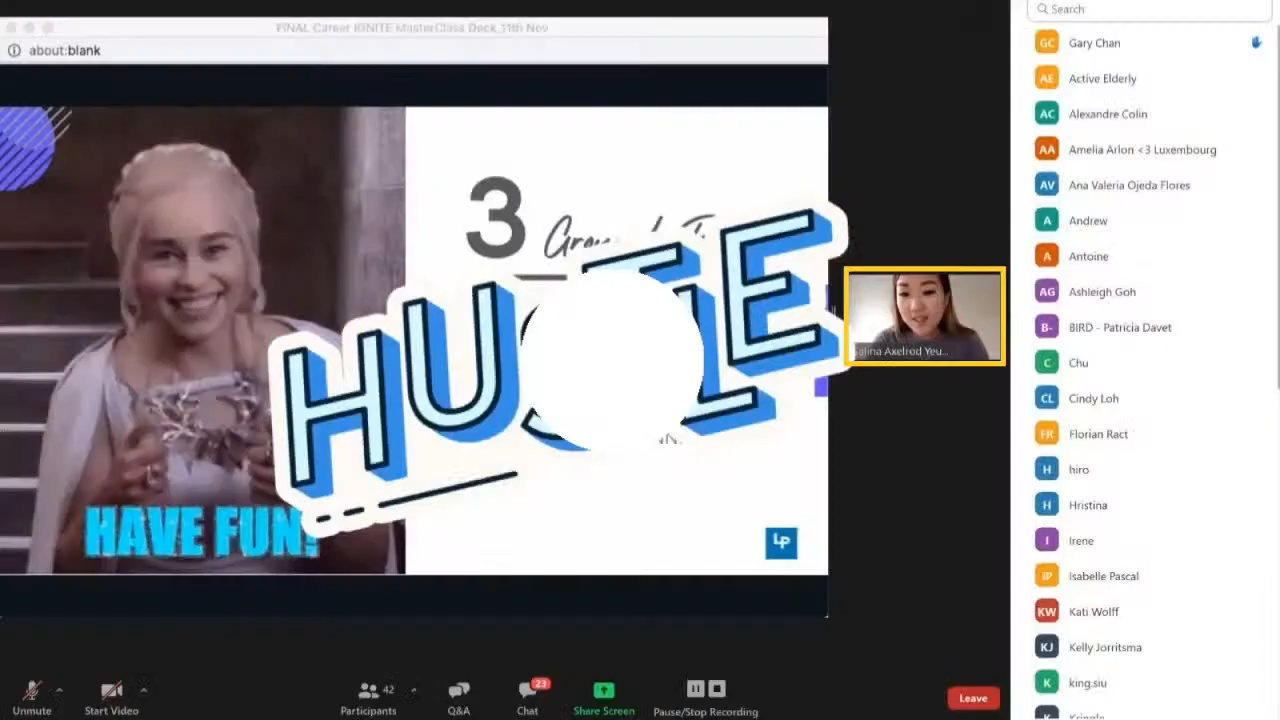 FINAL Career IGNITE MasterClass Deck_11th Nov
about:blank
3
HAVE FUN!
LP
Search
GC Gary Chan
AE Active Elderly
AC Alexandre Colin
AA Amelia Arlon <3 Luxembourg
AV Ana Valeria Ojeda Flores
A Andrew
A Antoine
AG Ashleigh Goh
B- BIRD - Patricia Davet
C Chu
CL Cindy Loh
FR Florian Ract
H hiro
H Hristina
I Irene
IP Isabelle Pascal
KW Kati Wolff
KJ Kelly Jorritsma
K king.siu
Axelrod Yeu...
42
23
Unmute
Start Video
Participants
Q&A
Chat
Share Screen
Pause/Stop Recording
Leave